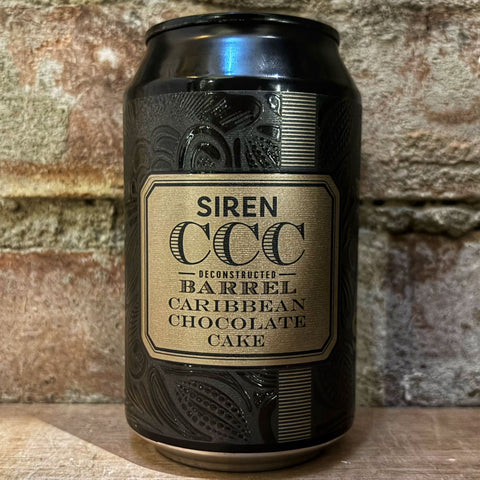 SIREN
CCC
DECONSTRUCTED
BARREL
CARIBBEAN
CHOCOLATE
CAKE